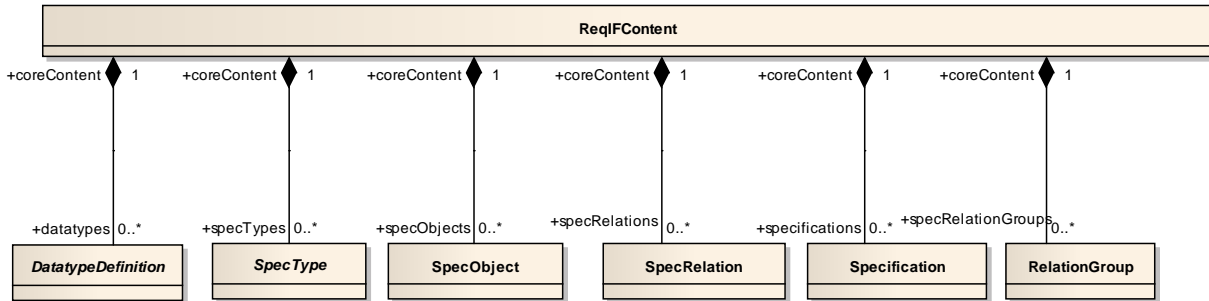 ReqIFContent
+coreContent 1 +coreContent 1 +coreContent 1 +coreContent 1 +coreContent 1 +coreContent 1
+datatypes 0..* +specTypes 0..* +specObjects 0..* +specRelations 0..* +specifications 0..* +specRelationGroups 0..*
DatatypeDefinition SpecType SpecObject SpecRelation Specification RelationGroup